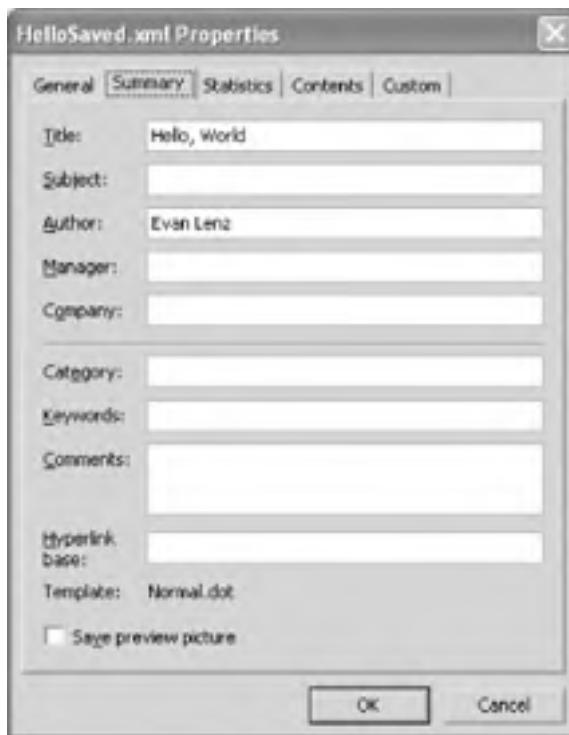 HelloSaved.xml Properties
General Summary Statistics Contents Custom
Title: Hello, World
Subject:
Author: Evan Lenz
Manager:
Company:
Category:
Keywords:
Comments:
Hyperlink
base:
Template: Normal.dot
Save preview picture
OK Cancel